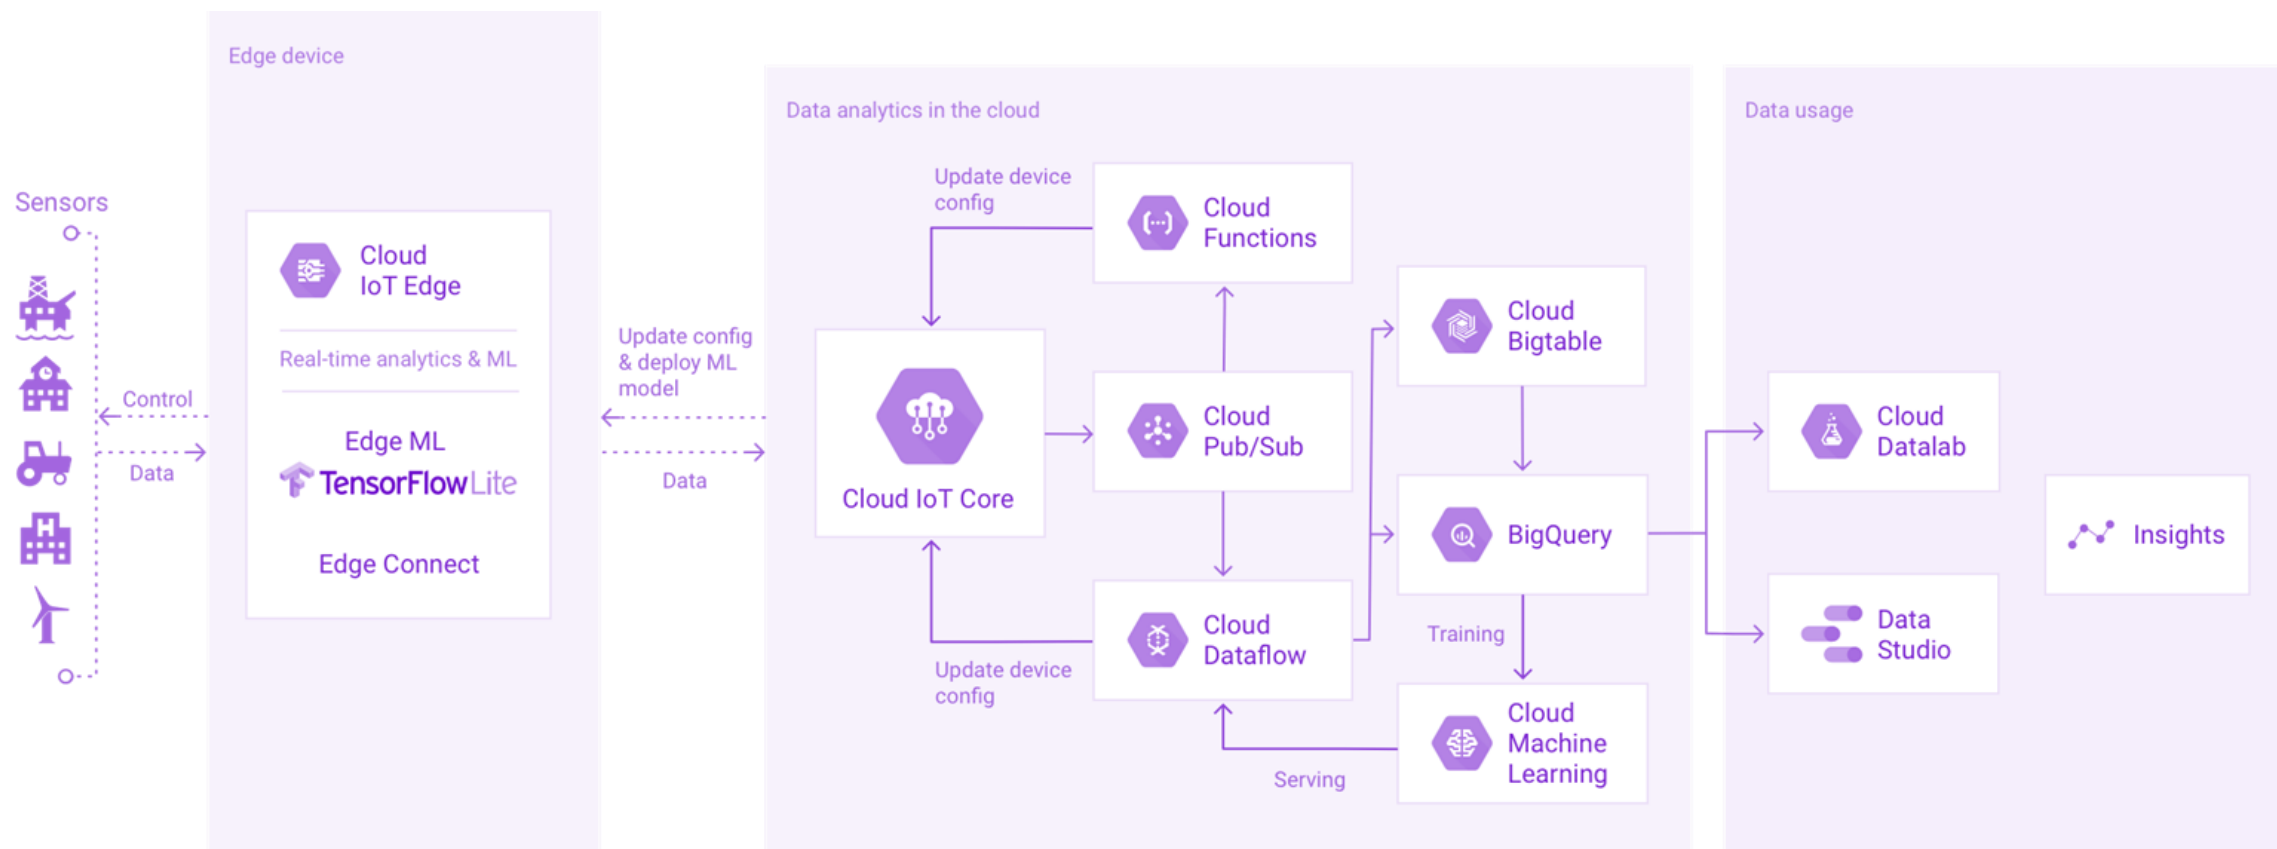 Edge device
Data analytics in the cloud
Data usage
Sensors
Control
Data
Cloud
IoT Edge
Real-time analytics & ML
Edge ML
TensorFlow Lite
Edge Connect
Update config
& deploy ML
model
Data
Update device
config
Cloud
Functions
Cloud IoT Core
Cloud
Pub/Sub
Update device
config
Cloud
Dataflow
Cloud
Bigtable
BigQuery
Training
Cloud
Machine
Learning
Serving
Cloud
Datalab
Data
Studio
Insights